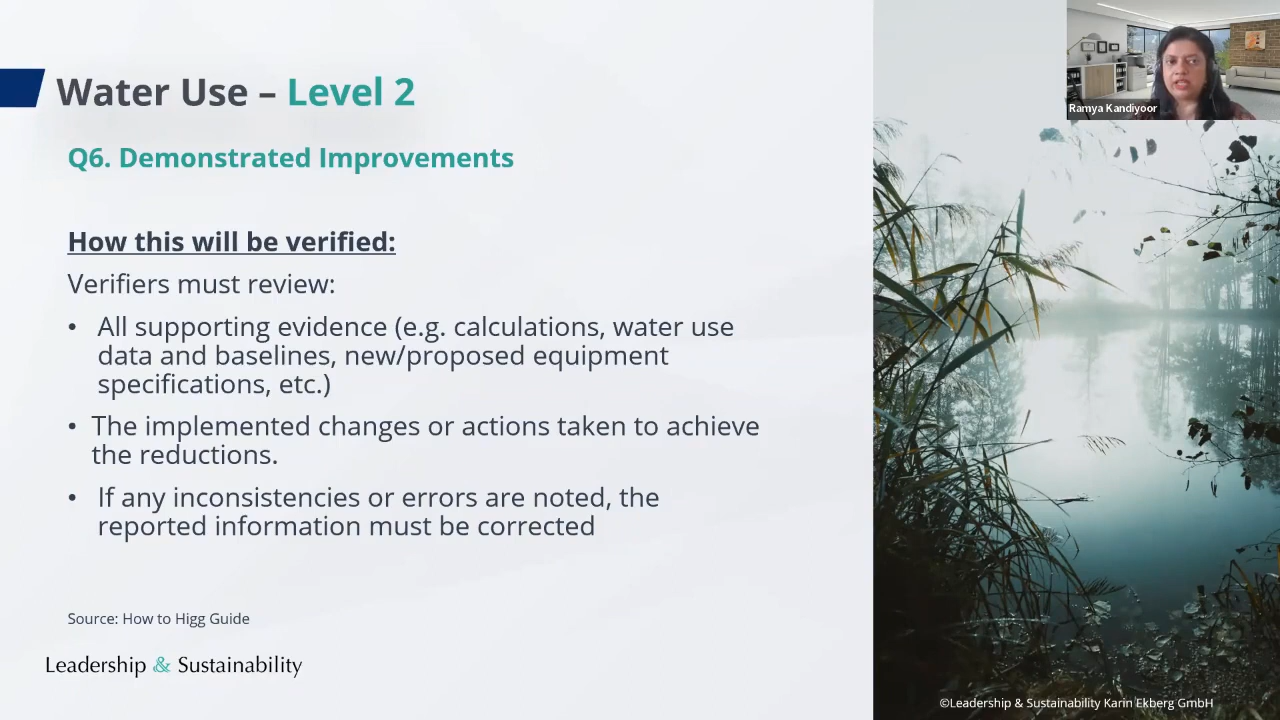 Water Use – Level 2
Q6. Demonstrated Improvements
How this will be verified:
Verifiers must review:
• All supporting evidence (e.g. calculations, water use
data and baselines, new/proposed equipment
specifications, etc.)
• The implemented changes or actions taken to achieve
the reductions.
• If any inconsistencies or errors are noted, the
reported information must be corrected
Source: How to Higg Guide
Leadership & Sustainability
Ramya Kandiyoor
©Leadership & Sustainability Karin Ekberg GmbH